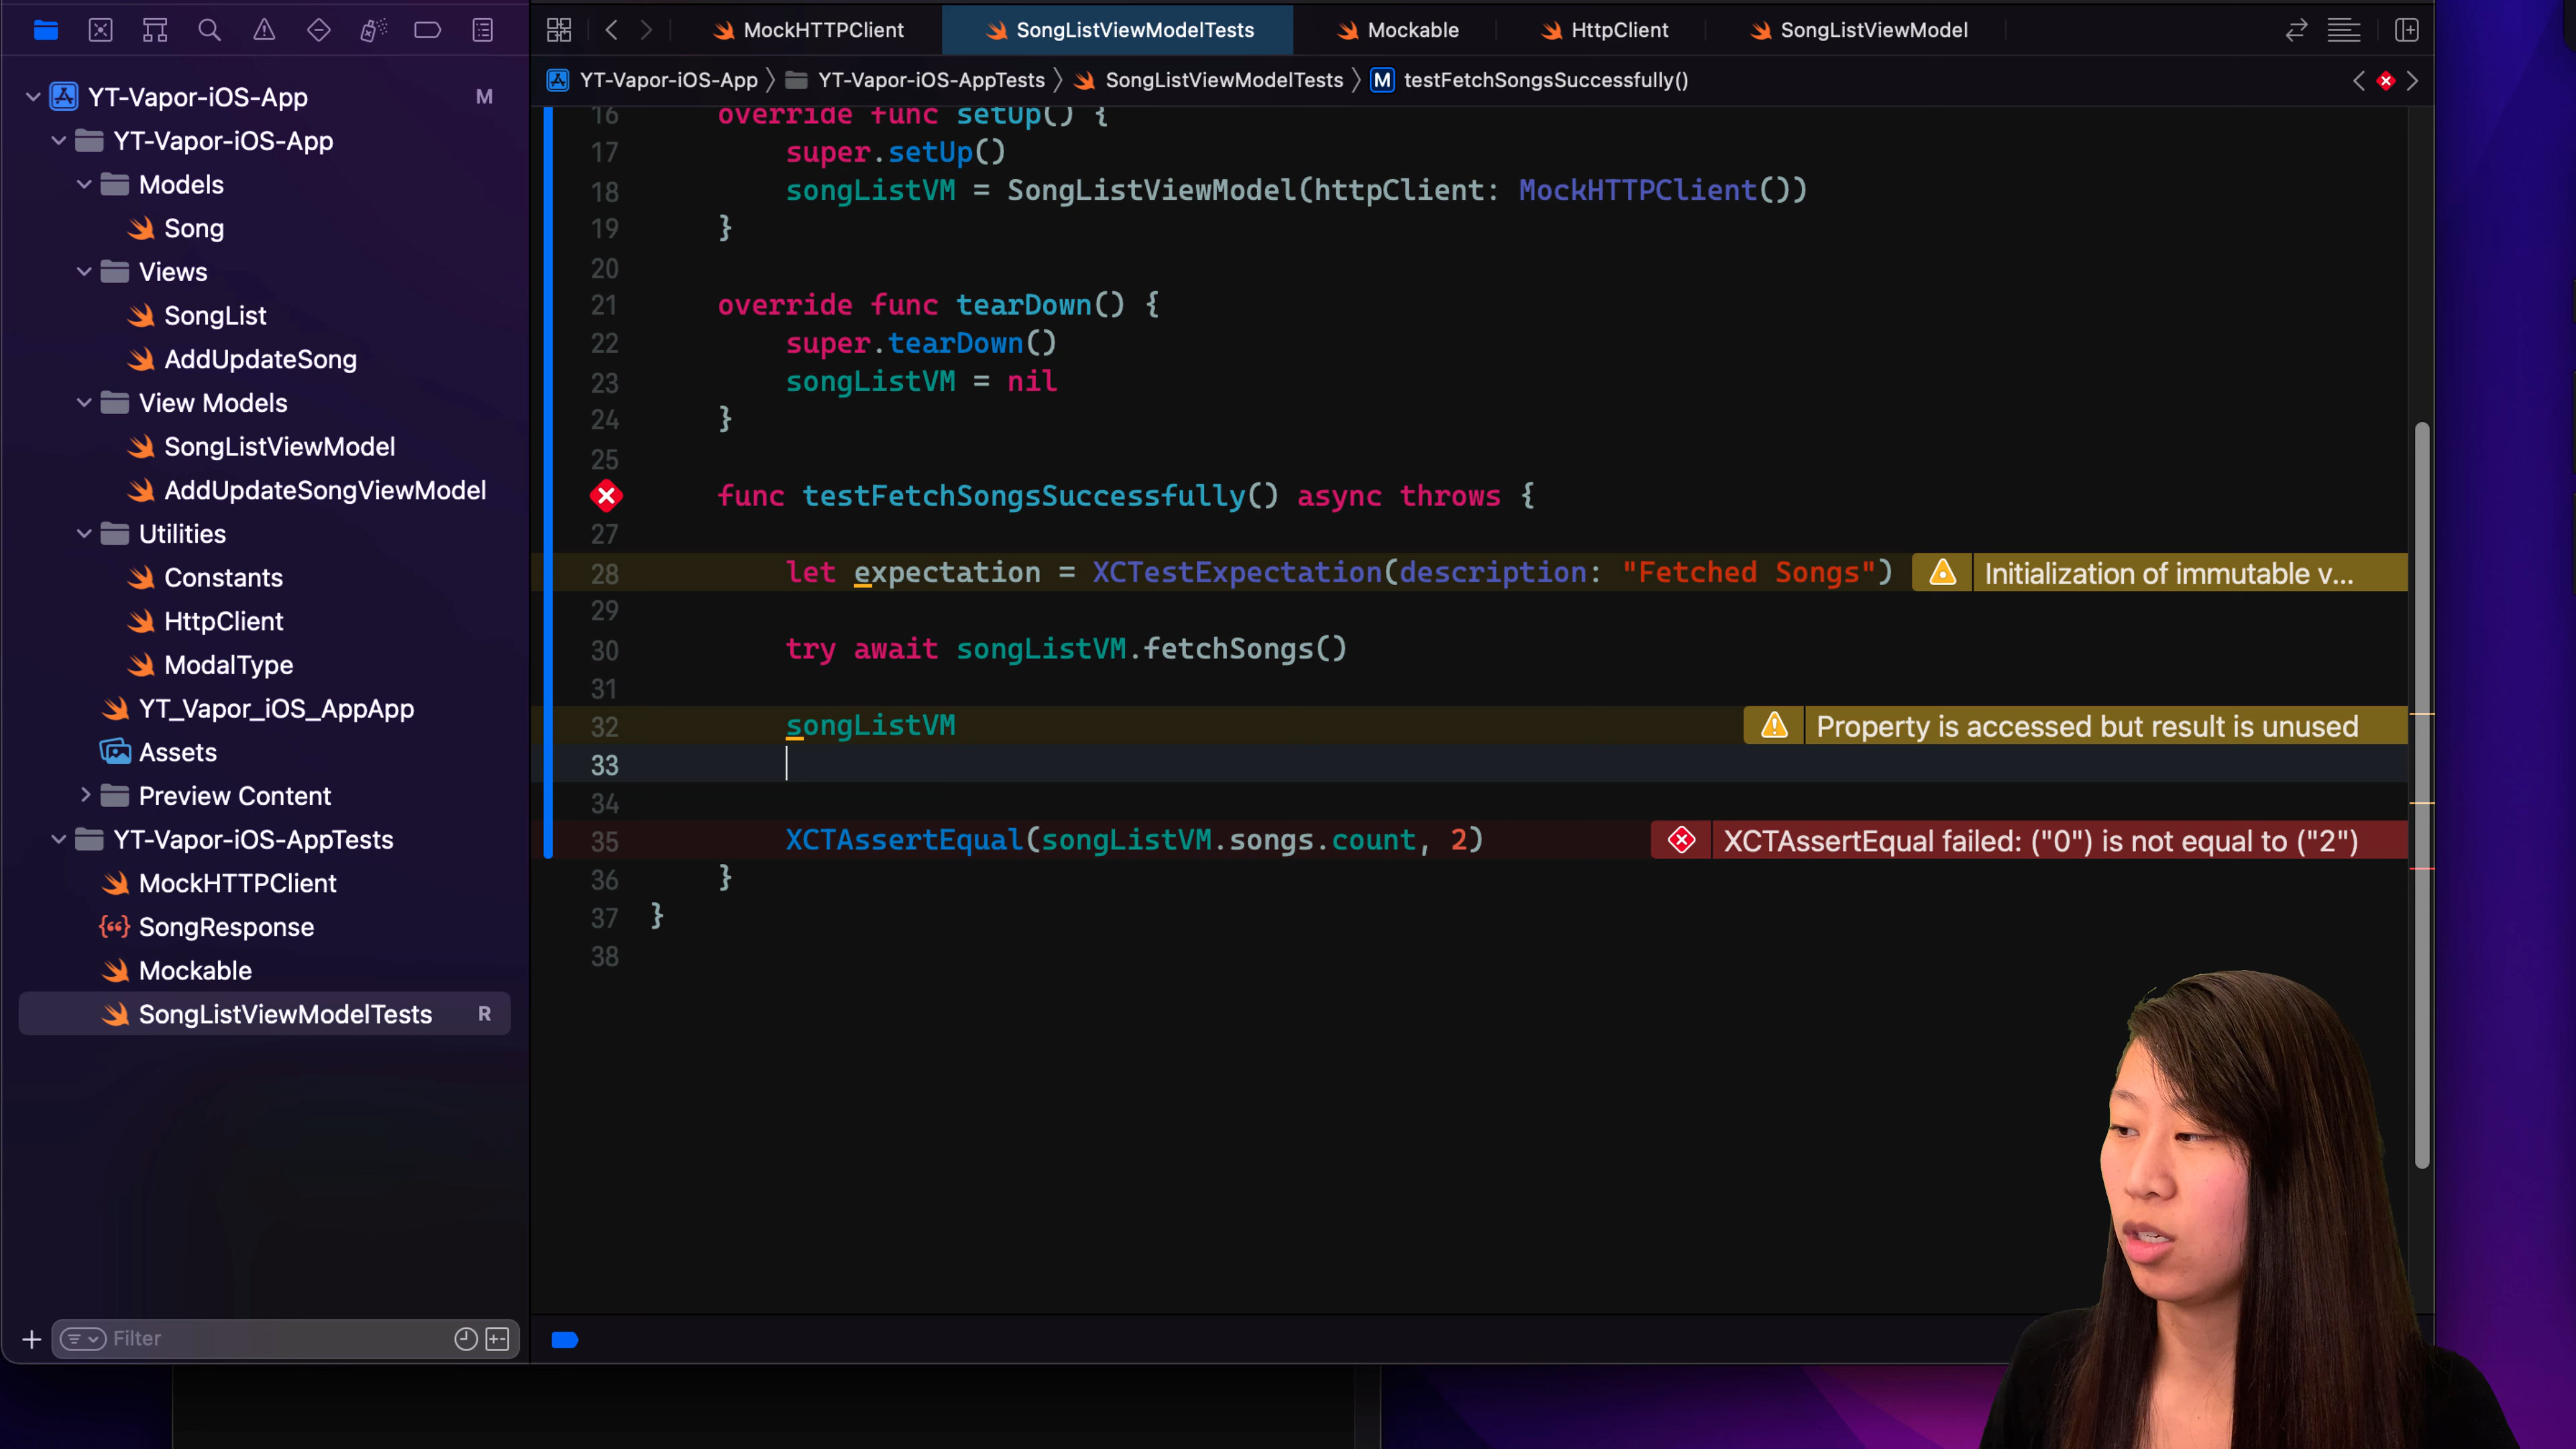 MockHTTPClient
SongListViewModelTests
Mockable
HttpClient
SongListViewModel
YT-Vapor-iOS-App
YT-Vapor-iOS-AppTests
SongListViewModelTests
M
testFetchSongsSuccessfully()
YT-Vapor-iOS-App
M
YT-Vapor-iOS-App
Models
Song
Views
SongList
AddUpdateSong
View Models
SongListViewModel
AddUpdateSongViewModel
Utilities
Constants
HttpClient
ModalType
YT_Vapor_iOS_AppApp
Assets
Preview Content
YT-Vapor-iOS-AppTests
MockHTTPClient
SongResponse
Mockable
SongListViewModelTests
R
Filter
16 override func setUp() {
17 super.setUp()
18 songListVM = SongListViewModel(httpClient: MockHTTPClient())
19 }
20
21 override func tearDown() {
22 super.tearDown()
23 songListVM = nil
24 }
25
func testFetchSongsSuccessfully() async throws {
27
28 let expectation = XCTestExpectation(description: "Fetched Songs") Initialization of immutable v...
29
30 try await songListVM.fetchSongs()
31
32 songListVM Property is accessed but result is unused
33
34
35 XCTAssertEqual(songListVM.songs.count, 2) XCTAssertEqual failed: ("0") is not equal to ("2")
36 }
37 }
38